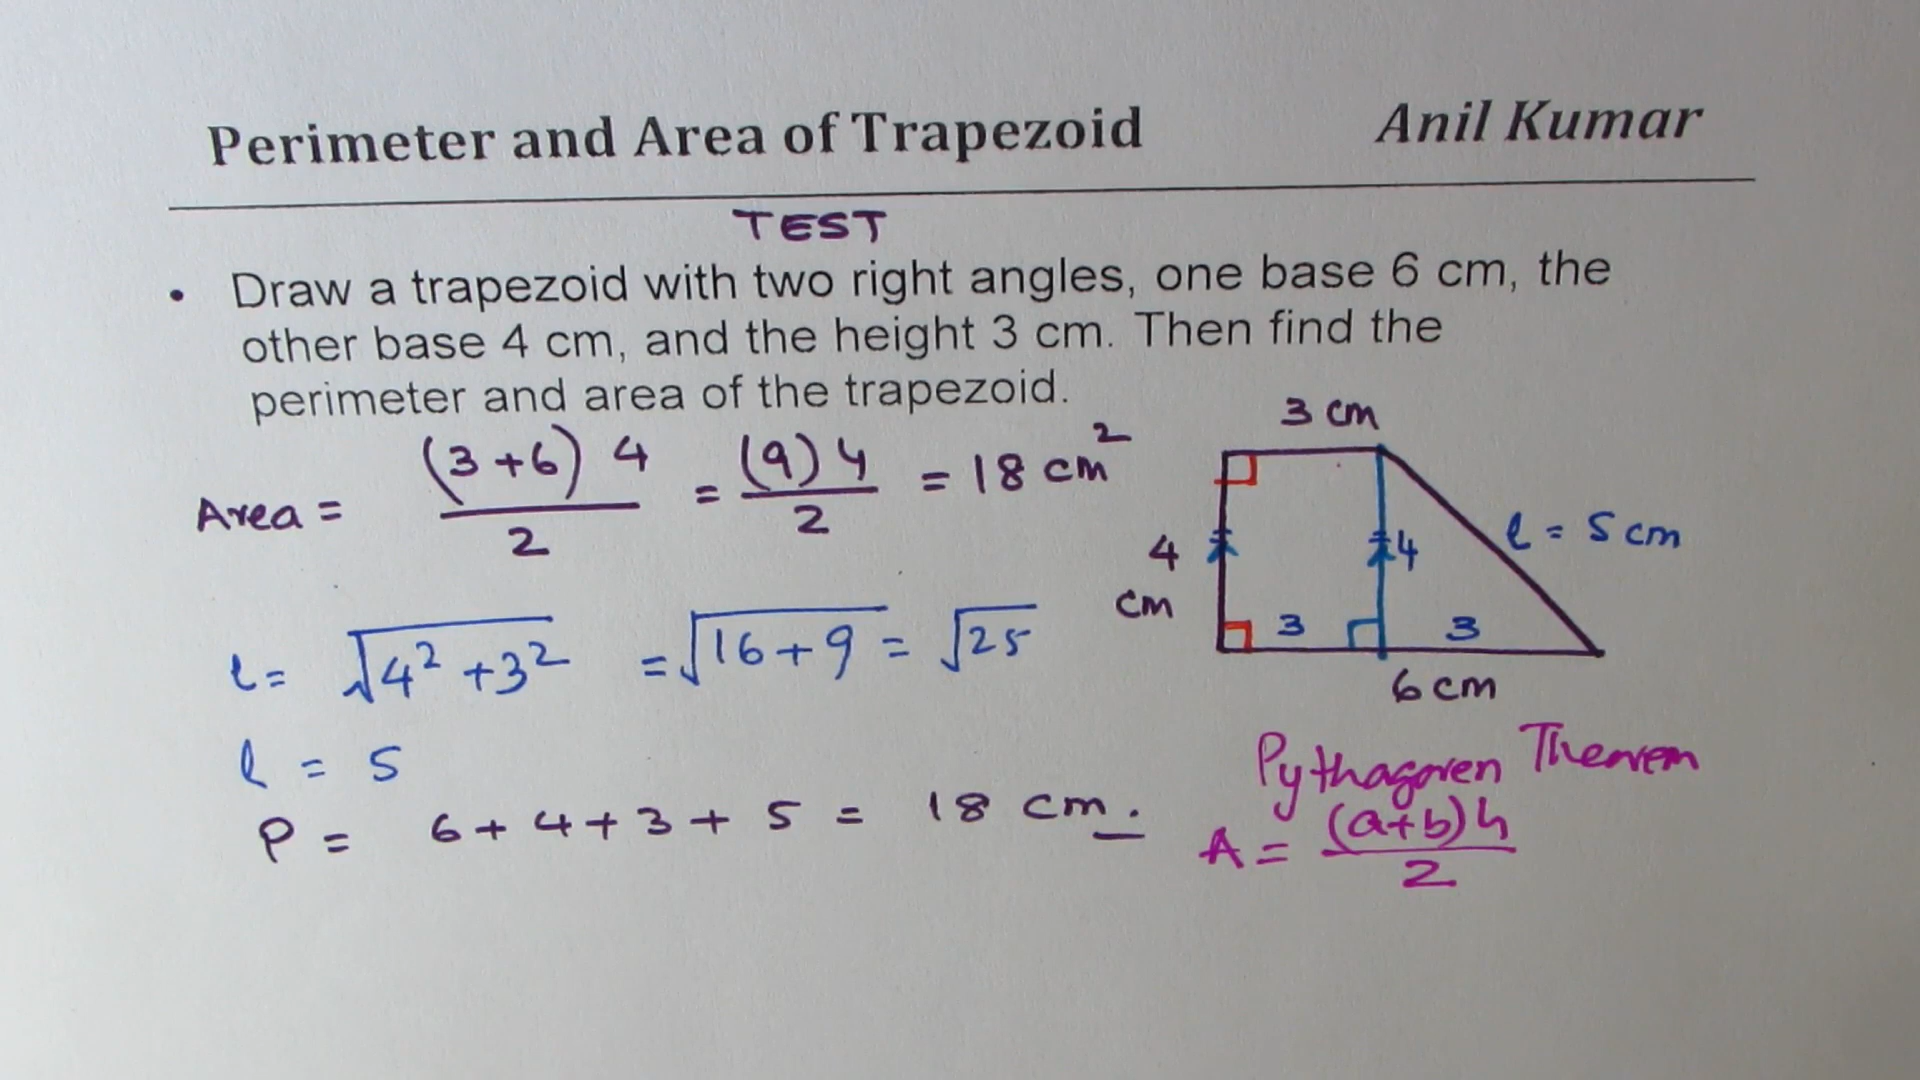 Perimeter and Area of Trapezoid Anil Kumar
TEST
• Draw a trapezoid with two right angles, one base 6 cm, the
other base 4 cm, and the height 3 cm. Then find the
perimeter and area of the trapezoid.
3 cm
Area = (3+6) 4 / 2 = (9) 4 / 2 = 18 cm²
4 cm
4
l = 5 cm
3 3
6 cm
l = √4² + 3² = √16 + 9 = √25
l = 5
P = 6 + 4 + 3 + 5 = 18 cm.
Pythagoren Theorem
A = (a+b) h / 2